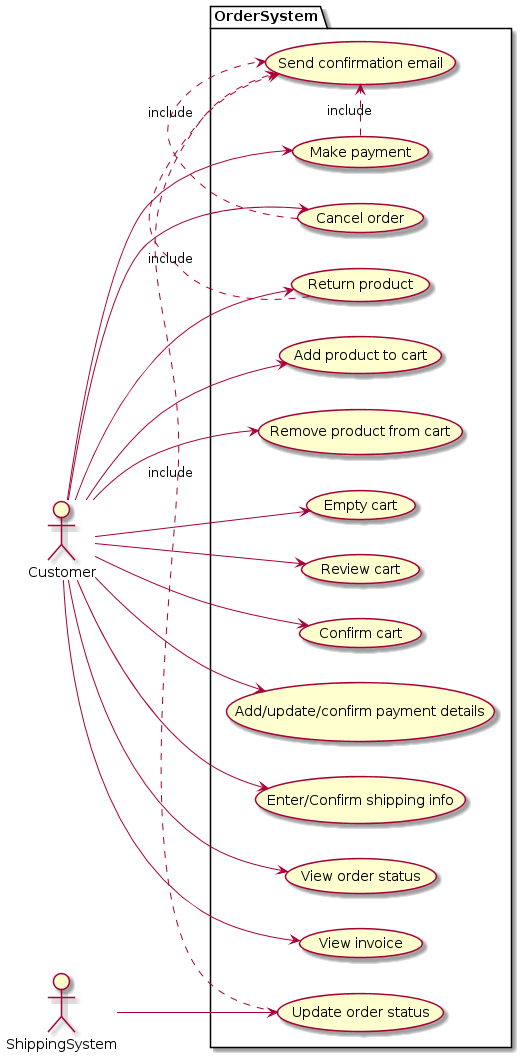 OrderSystem
Send confirmation email
include
include
Make payment
Cancel order
include
Return product
Add product to cart
Remove product from cart
include
Empty cart
Review cart
Customer
Confirm cart
Add/update/confirm payment details
Enter/Confirm shipping info
View order status
View invoice
Update order status
ShippingSystem